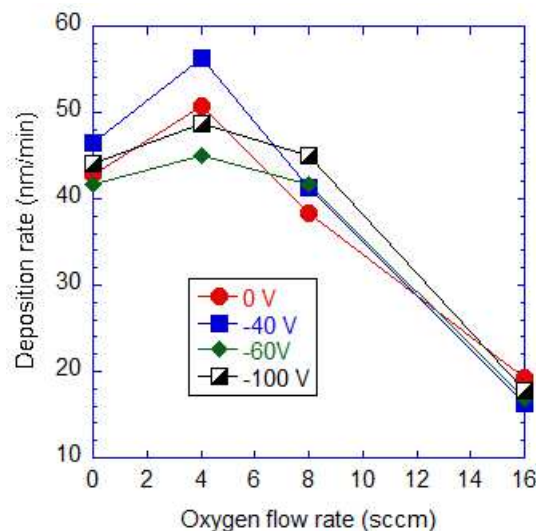 60
50
40
30
20
10
Deposition rate (nm/min)
0 V
-40 V
-60V
-100 V
0 2 4 6 8 10 12 14 16
Oxygen flow rate (sccm)